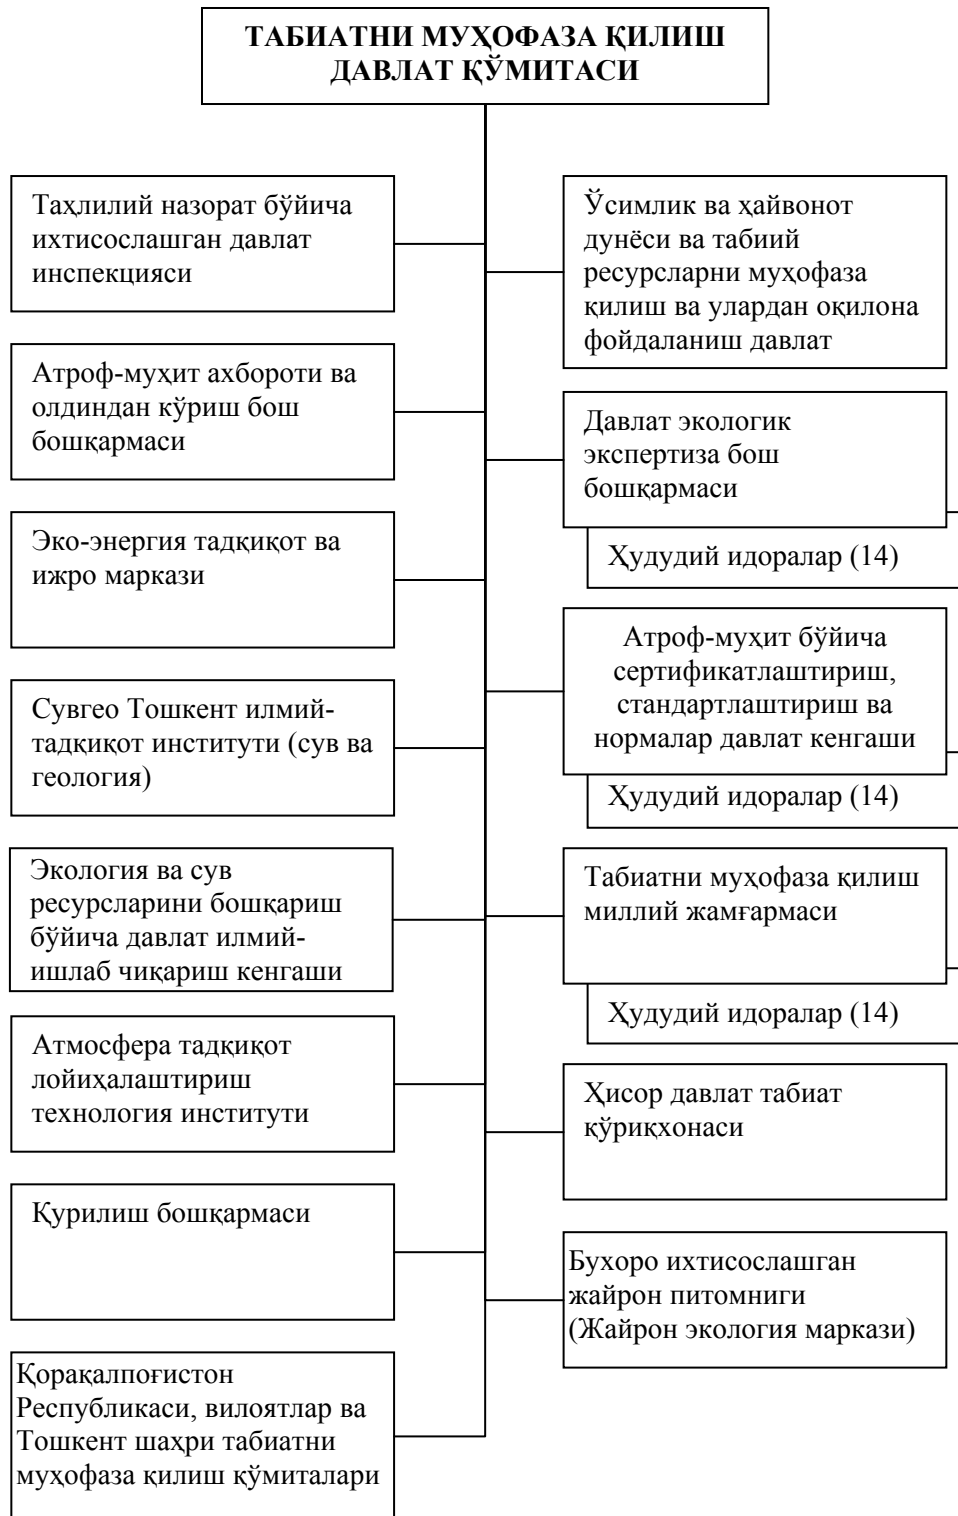 ТАБИАТНИ МУҲОФАЗА ҚИЛИШ
ДАВЛАТ ҚЎМИТАСИ
Таҳлилий назорат бўйича
ихтисослашган давлат
инспекцияси
Атроф-муҳит ахбороти ва
олдиндан кўриш бош
бошқармаси
Эко-энергия тадқиқот ва
ижро маркази
Сувгео Тошкент илмий-
тадқиқот институти (сув ва
геология)
Экология ва сув
ресурсларини бошқариш
бўйича давлат илмий-
ишлаб чиқариш кенгаши
Атмосфера тадқиқот
лойиҳалаштириш
технология институти
Қурилиш бошқармаси
Қорақалпоғистон
Республикаси, вилоятлар ва
Тошкент шаҳри табиатни
муҳофаза қилиш қўмиталари
Ўсимлик ва ҳайвонот
дунёси ва табиий
ресурсларни муҳофаза
қилиш ва улардан оқилона
фойдаланиш давлат
Давлат экологик
экспертиза бош
бошқармаси
Ҳудудий идоралар (14)
Атроф-муҳит бўйича
сертификатлаштириш,
стандартлаштириш ва
нормалар давлат кенгаши
Ҳудудий идоралар (14)
Табиатни муҳофаза қилиш
миллий жамғармаси
Ҳудудий идоралар (14)
Ҳисор давлат табиат
қўриқхонаси
Бухоро ихтисослашган
жайрон питомниги
(Жайрон экология маркази)